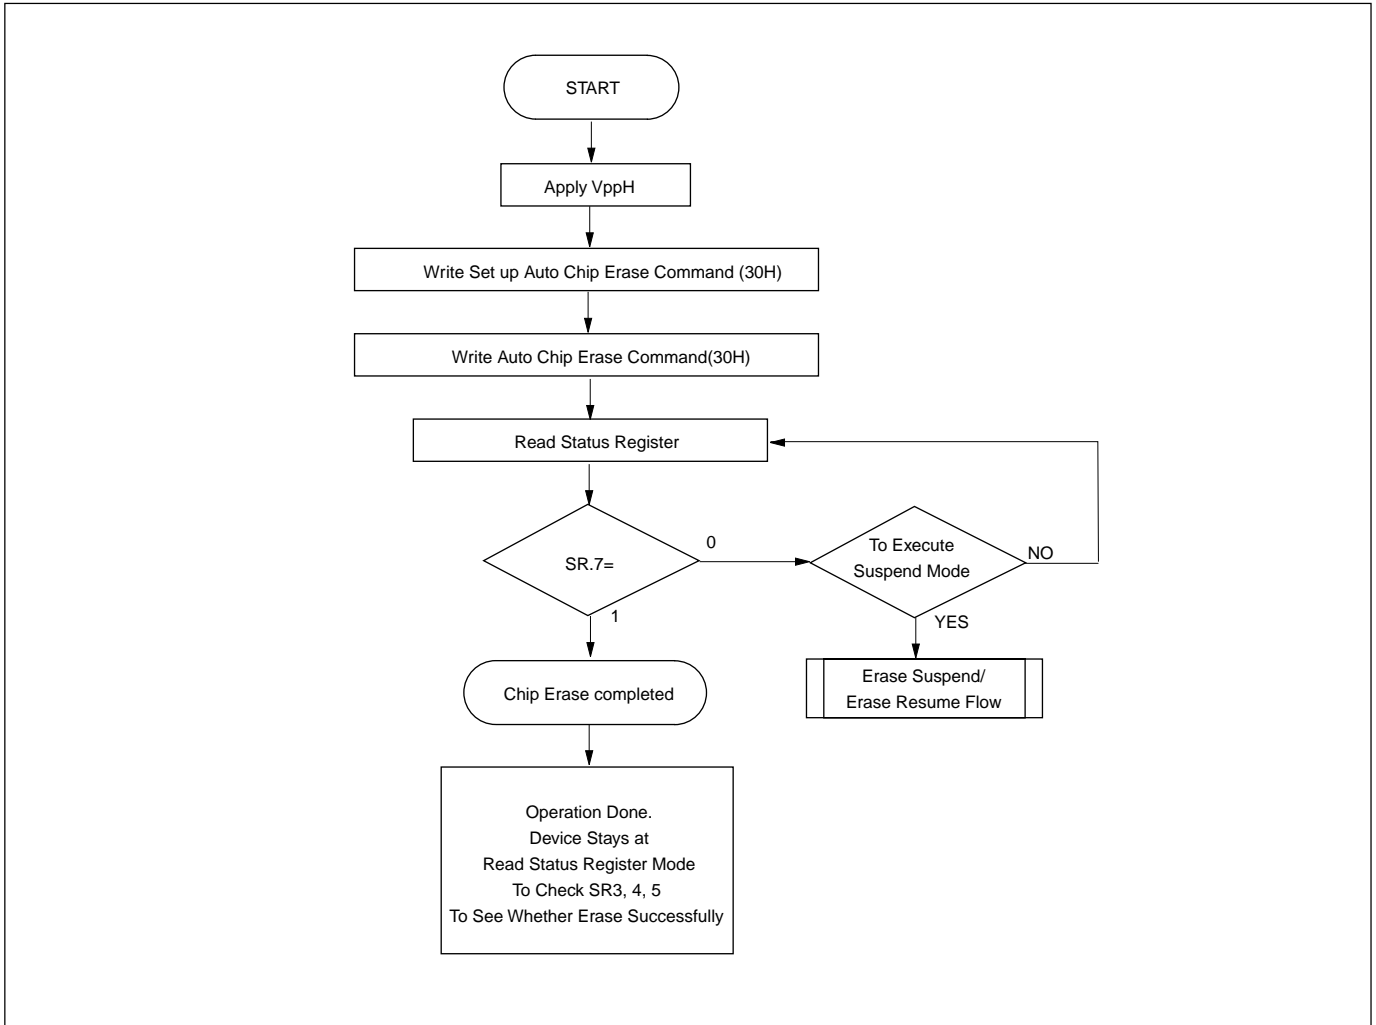 START
Apply VppH
Write Set up Auto Chip Erase Command (30H)
Write Auto Chip Erase Command(30H)
Read Status Register
SR.7=
0
1
To Execute
Suspend Mode
NO
YES
Erase Suspend/
Erase Resume Flow
Chip Erase completed
Operation Done.
Device Stays at
Read Status Register Mode
To Check SR3, 4, 5
To See Whether Erase Successfully